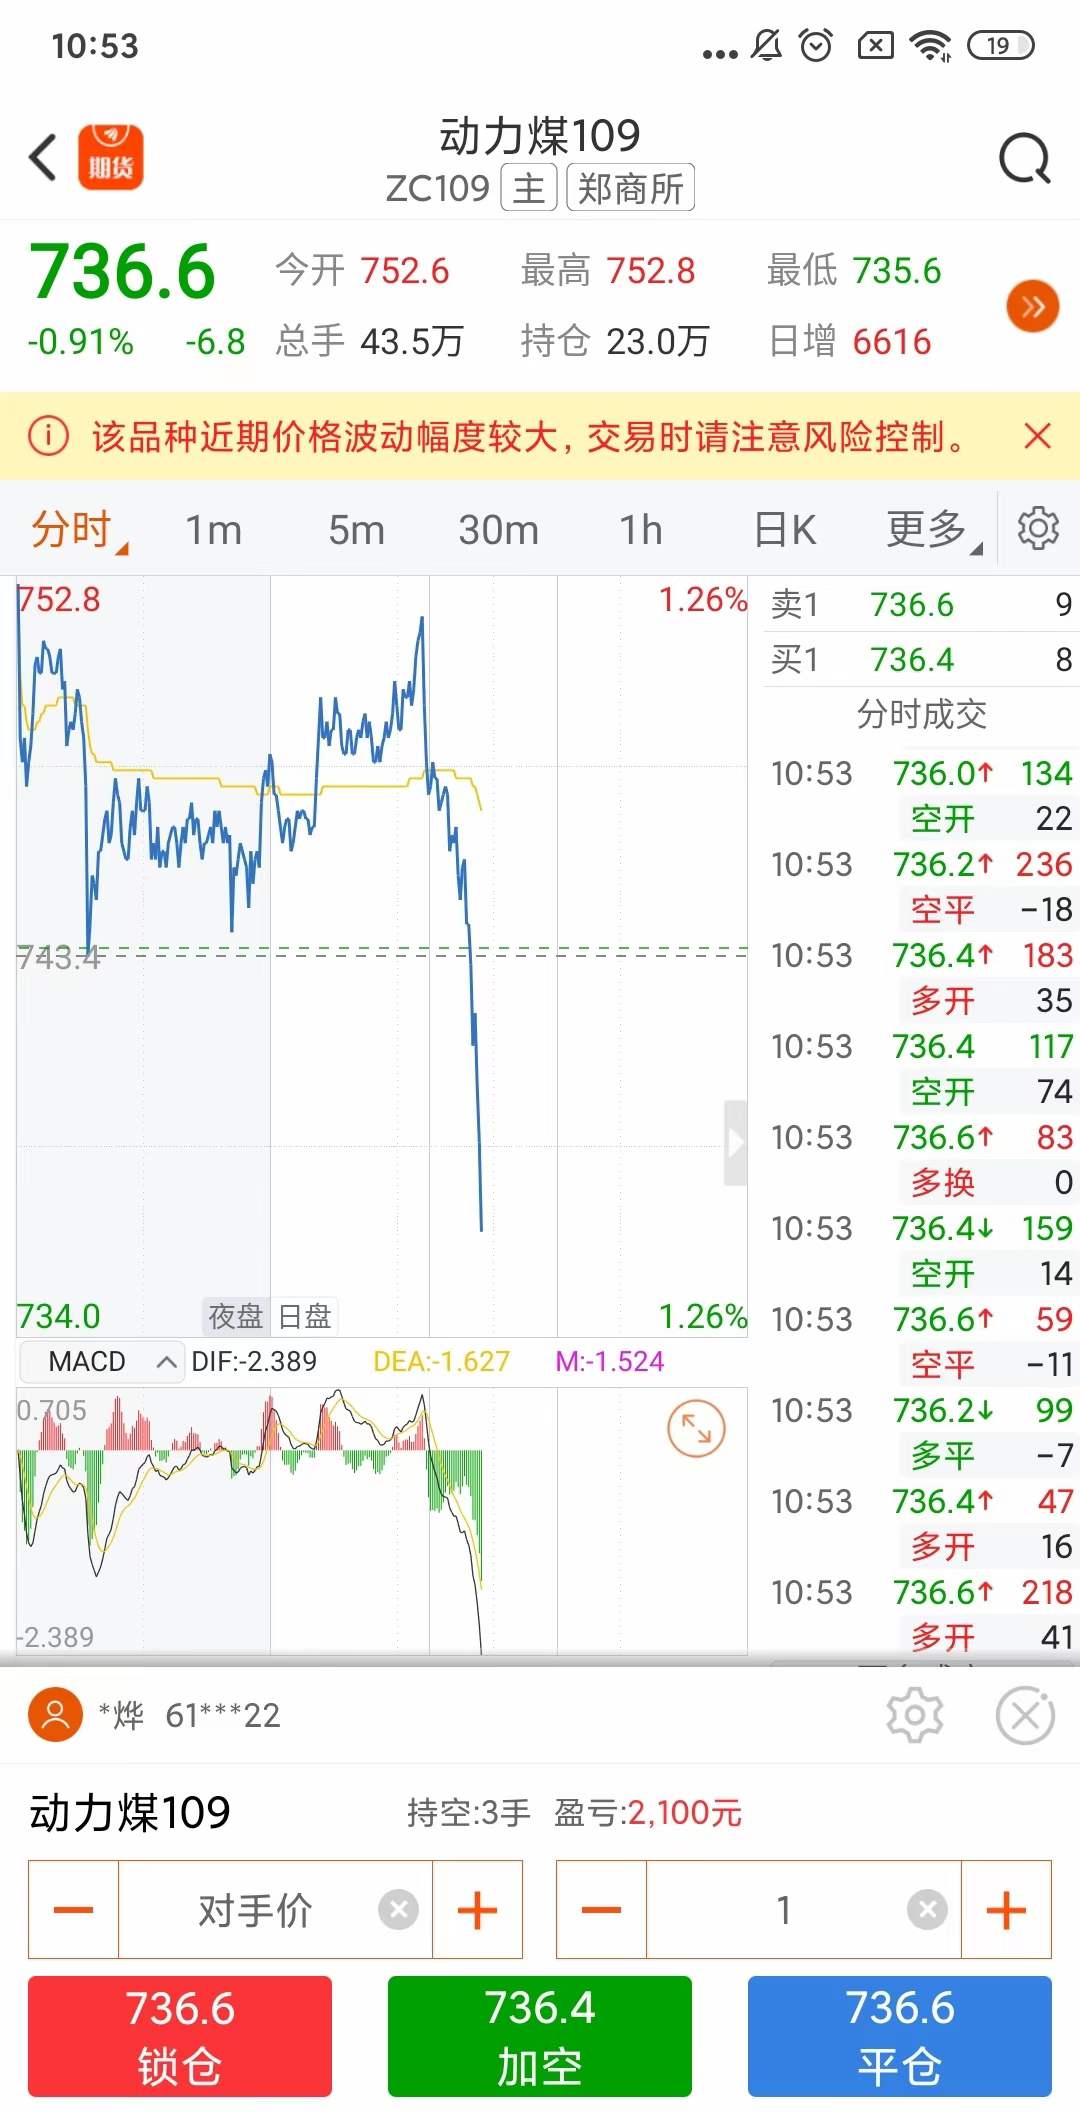 10:53
19
动力煤109
期货
ZC109 主 郑商所
736.6 今开 752.6 最高 752.8 最低 735.6
-0.91% -6.8 总手 43.5万 持仓 23.0万 日增 6616
该品种近期价格波动幅度较大，交易时请注意风险控制。
分时 1m 5m 30m 1h 日K 更多
752.8 1.26%
743.4
734.0 夜盘 日盘 1.26%
MACD DIF:-2.389 DEA:-1.627 M:-1.524
0.705
-2.389
卖1 736.6 9
买1 736.4 8
分时成交
10:53 736.0↑ 134
空开 22
10:53 736.2↑ 236
空平 −18
10:53 736.4↑ 183
多开 35
10:53 736.4 117
空开 74
10:53 736.6↑ 83
多换 0
10:53 736.4↓ 159
空开 14
10:53 736.6↑ 59
空平 −11
10:53 736.2↓ 99
多平 −7
10:53 736.4↑ 47
多开 16
10:53 736.6↑ 218
多开 41
*烨 61***22
动力煤109 持空:3手 盈亏:2,100元
对手价 1
736.6 736.4 736.6
锁仓 加空 平仓